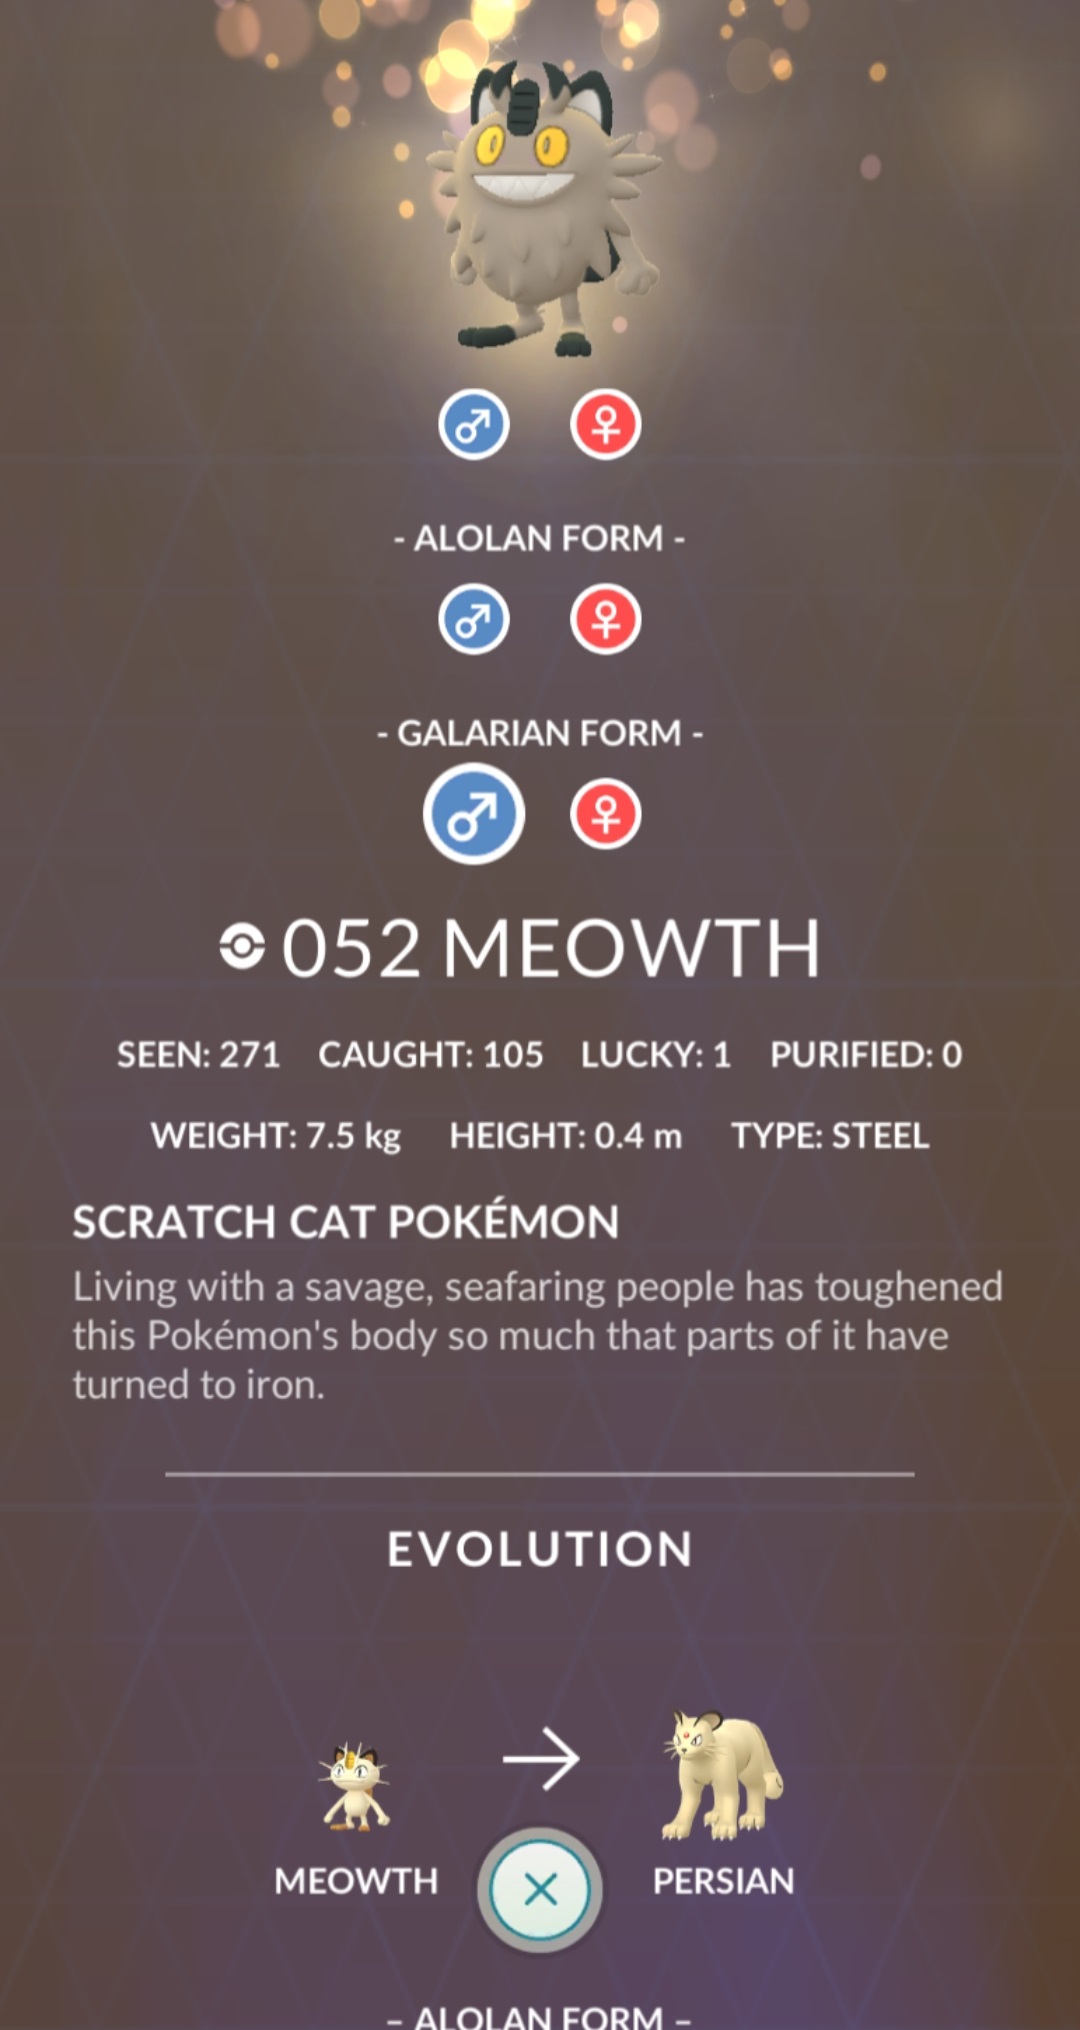 - ALOLAN FORM -
- GALARIAN FORM -
052 MEOWTH
SEEN: 271 CAUGHT: 105 LUCKY: 1 PURIFIED: 0
WEIGHT: 7.5 kg HEIGHT: 0.4 m TYPE: STEEL
SCRATCH CAT POKÉMON
Living with a savage, seafaring people has toughened
this Pokémon's body so much that parts of it have
turned to iron.
EVOLUTION
MEOWTH PERSIAN
– ALOLAN FORM –